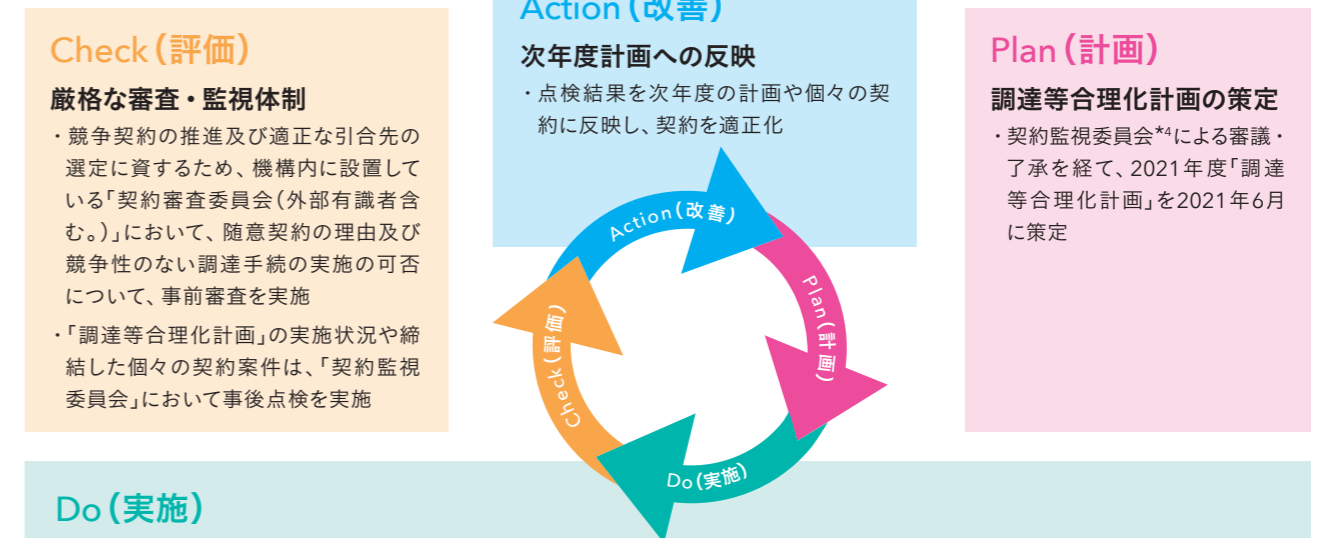 Check(評価)
厳格な審査・監視体制
・競争契約の推進及び適正な引合先の
選定に資するため、機構内に設置して
いる「契約審査委員会(外部有識者含
む。)」において、随意契約の理由及び
競争性のない調達手続の実施の可否
について、事前審査を実施
・「調達等合理化計画」の実施状況や締
結した個々の契約案件は、「契約監視
委員会」において事後点検を実施
Action(改善)
次年度計画への反映
・点検結果を次年度の計画や個々の契
約に反映し、契約を適正化
Plan(計画)
調達等合理化計画の策定
・契約監視委員会*4による審議・
了承を経て、2021年度「調達
等合理化計画」を2021年6月
に策定
Action(改善)
Plan(計画)
Do(実施)
Check(評価)
Do(実施)